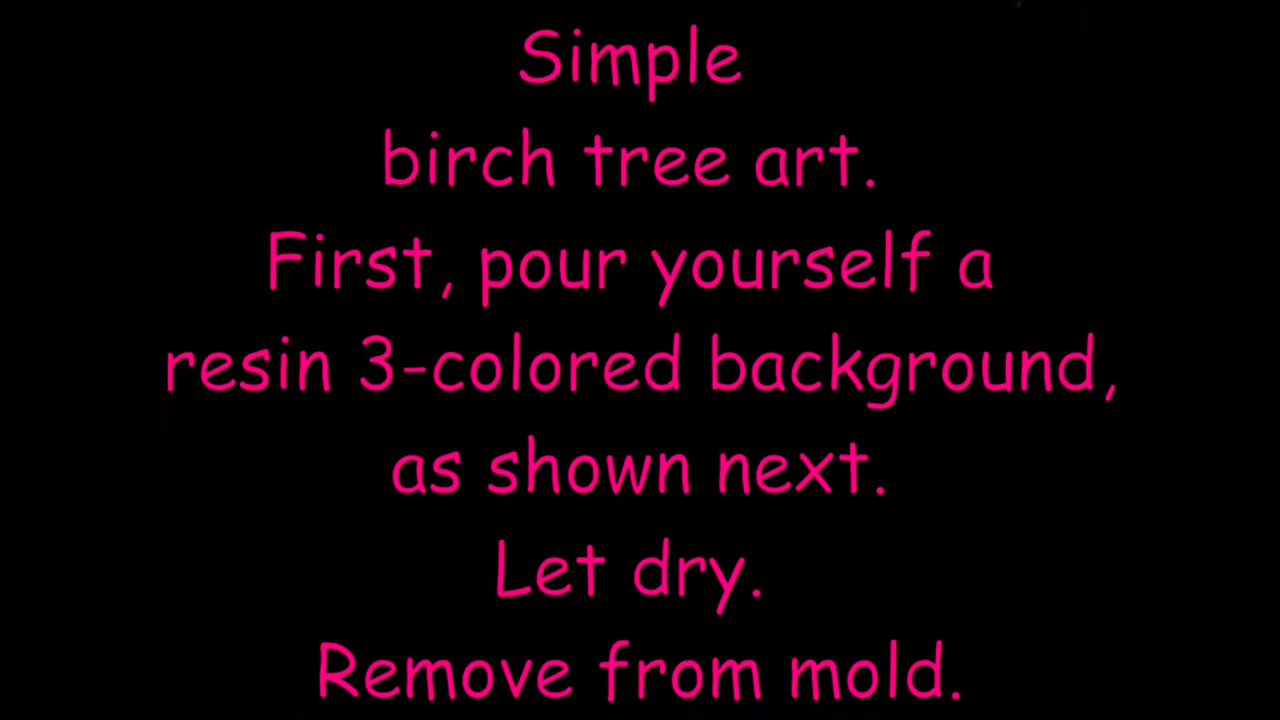 Simple
birch tree art.
First, pour yourself a
resin 3-colored background,
as shown next.
Let dry.
Remove from mold.